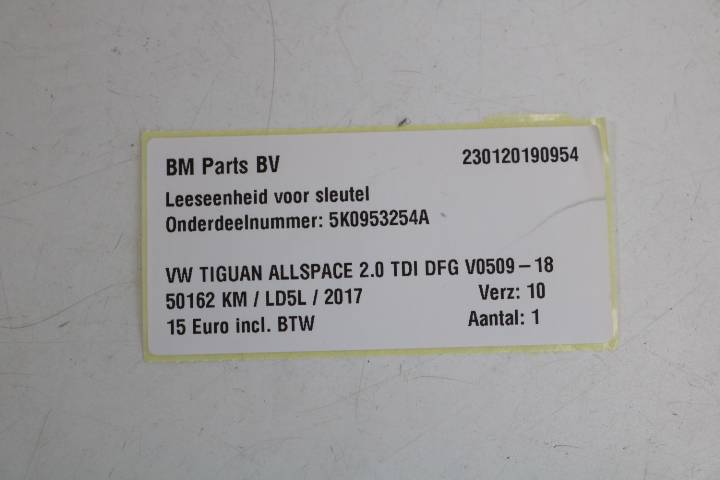 BM Parts BV 230120190954
Leeseenheid voor sleutel
Onderdeelnummer: 5K0953254A
VW TIGUAN ALLSPACE 2.0 TDI DFG V0509-18
50162 KM / LD5L / 2017 Verz: 10
15 Euro incl. BTW Aantal: 1